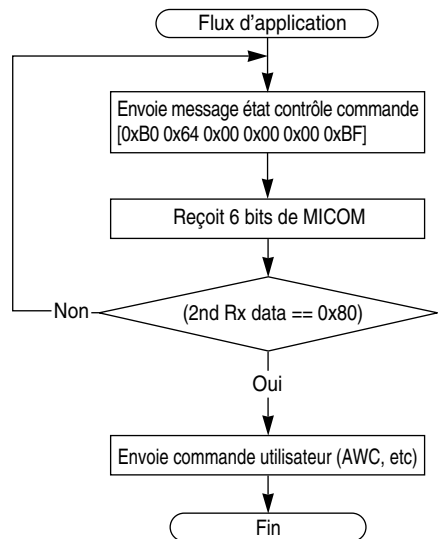 Flux d'application
Envoie message état contrôle commande
[0xB0 0x64 0x00 0x00 0x00 0xBF]
Reçoit 6 bits de MICOM
Non
(2nd Rx data == 0x80)
Oui
Envoie commande utilisateur (AWC, etc)
Fin